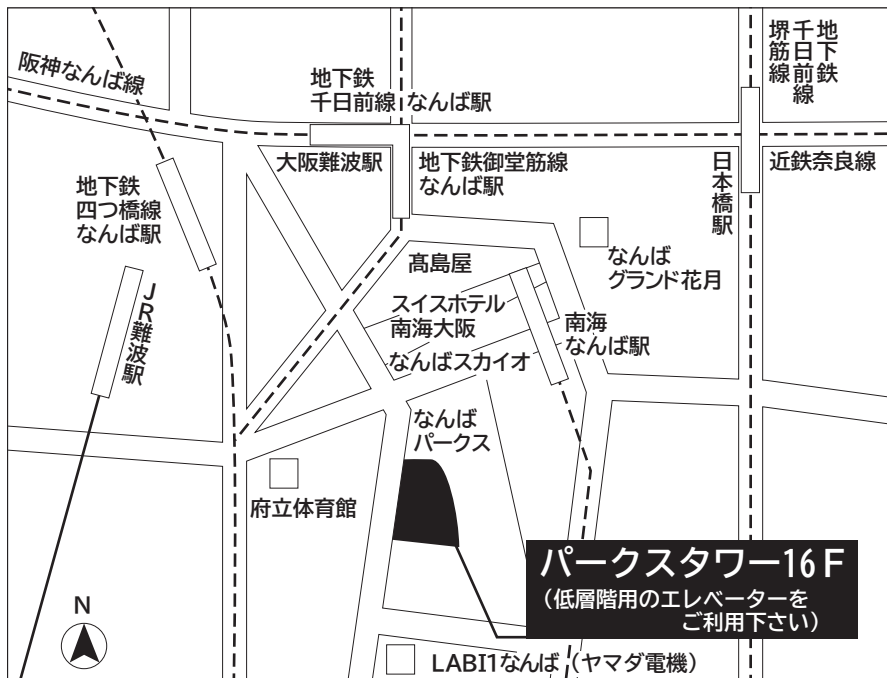 阪神なんば線
地下鉄
千日前線 なんば駅
地下鉄
千日前線
堺筋線
大阪難波駅
地下鉄御堂筋線
なんば駅
日本橋駅
近鉄奈良線
地下鉄
四つ橋線
なんば駅
なんば
グランド花月
髙島屋
JR難波駅
スイスホテル
南海大阪
南海
なんば駅
なんばスカイオ
なんば
パークス
府立体育館
パークスタワー16F
（低層階用のエレベーターを
ご利用下さい）
N
LABI1なんば（ヤマダ電機）